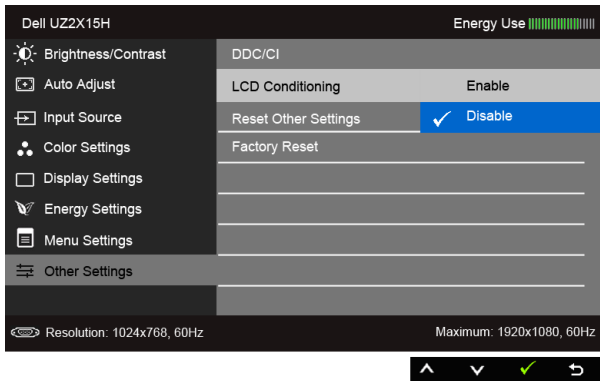 Dell UZ2X15H Energy Use
Brightness/Contrast DDC/CI
Auto Adjust LCD Conditioning Enable
Input Source Reset Other Settings Disable
Color Settings Factory Reset
Display Settings
Energy Settings
Menu Settings
Other Settings
Resolution: 1024x768, 60Hz Maximum: 1920x1080, 60Hz